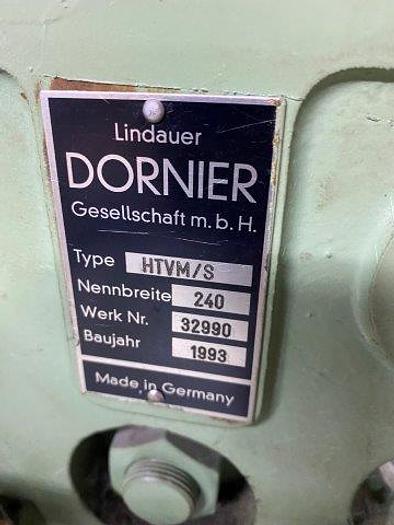 Lindauer
DORNIER
Gesellschaft m. b. H.
Type HTVM/S
Nennbreite 240
Werk Nr. 32990
Baujahr 1993
Made in Germany